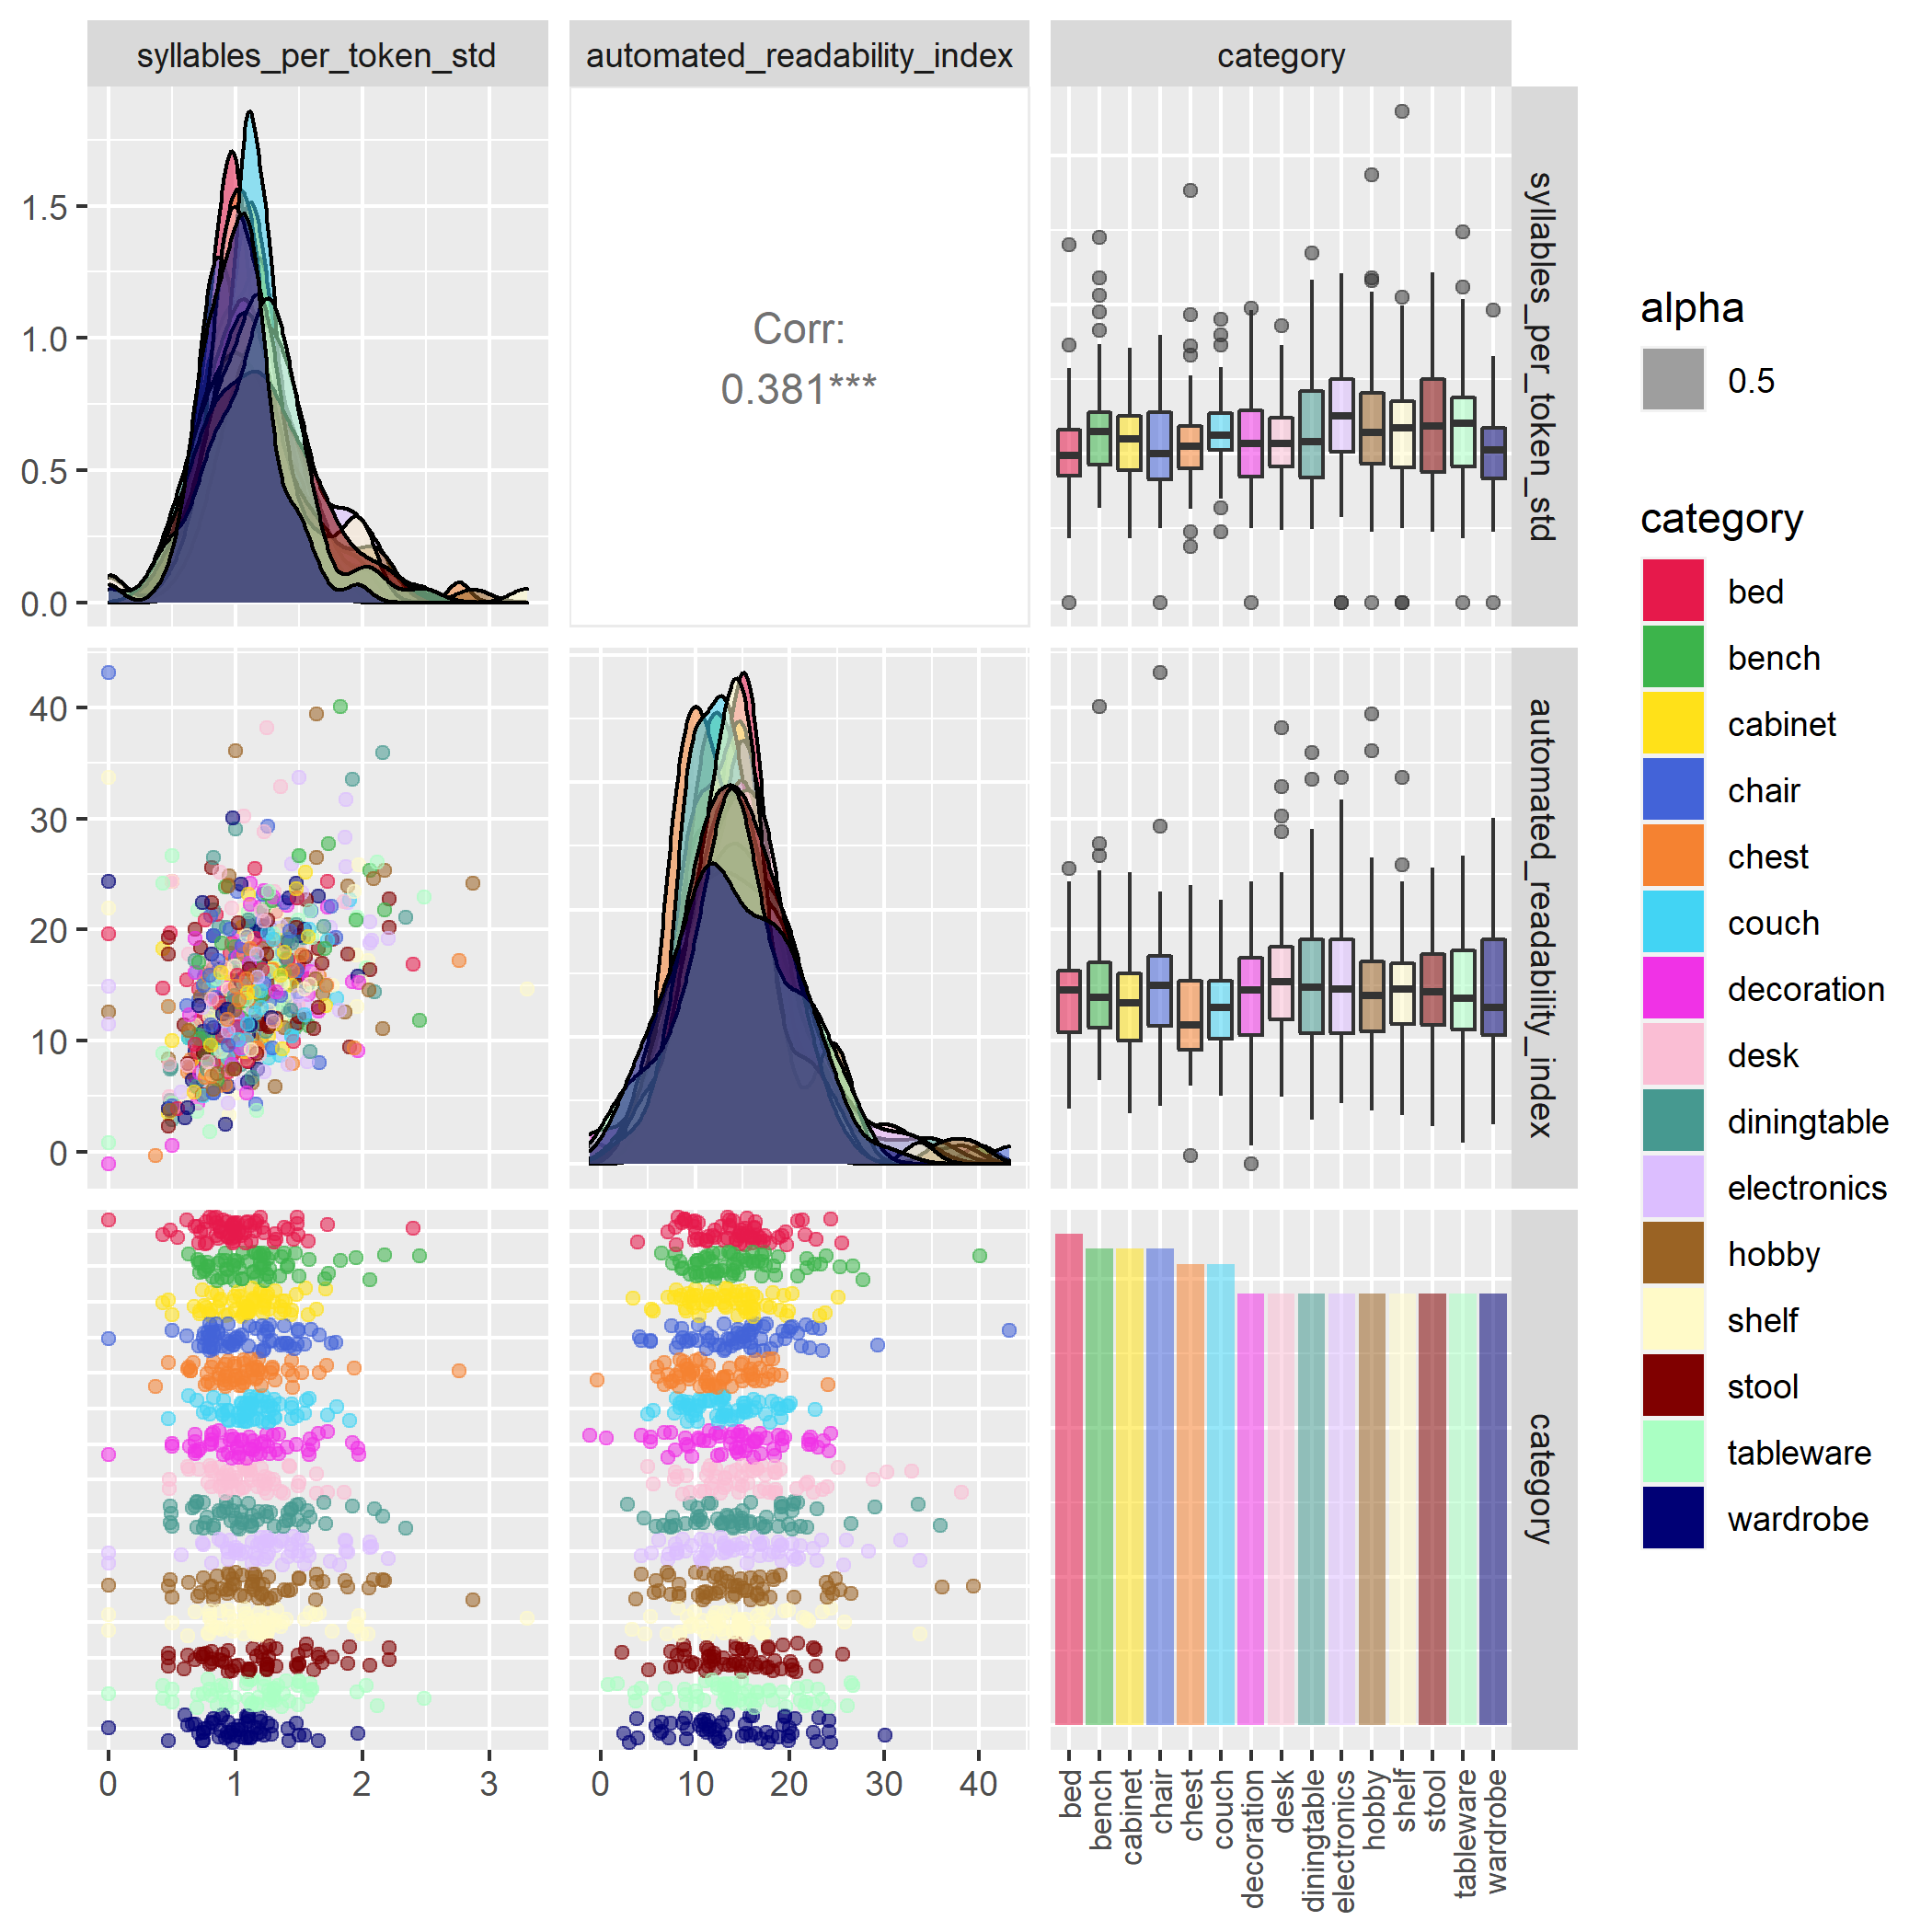 syllables_per_token_std
automated_readability_index
category
1.5
1.0
0.5
0.0
Corr:
0.381***
syllables_per_token_std
40
30
20
10
0
automated_readability_index
category
0 1 2 3
0 10 20 30 40
bed
bench
cabinet
chair
chest
couch
decoration
desk
diningtable
electronics
hobby
shelf
stool
tableware
wardrobe
alpha
0.5
category
bed
bench
cabinet
chair
chest
couch
decoration
desk
diningtable
electronics
hobby
shelf
stool
tableware
wardrobe